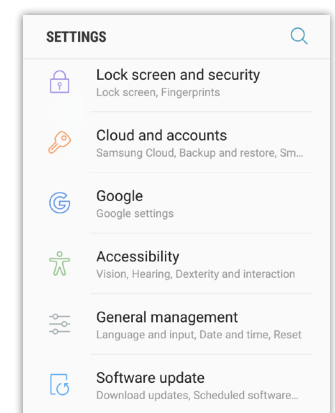 SETTINGS
Lock screen and security
Lock screen, Fingerprints
Cloud and accounts
Samsung Cloud, Backup and restore, Sm...
Google
Google settings
Accessibility
Vision, Hearing, Dexterity and interaction
General management
Language and input, Date and time, Reset
Software update
Download updates, Scheduled software...